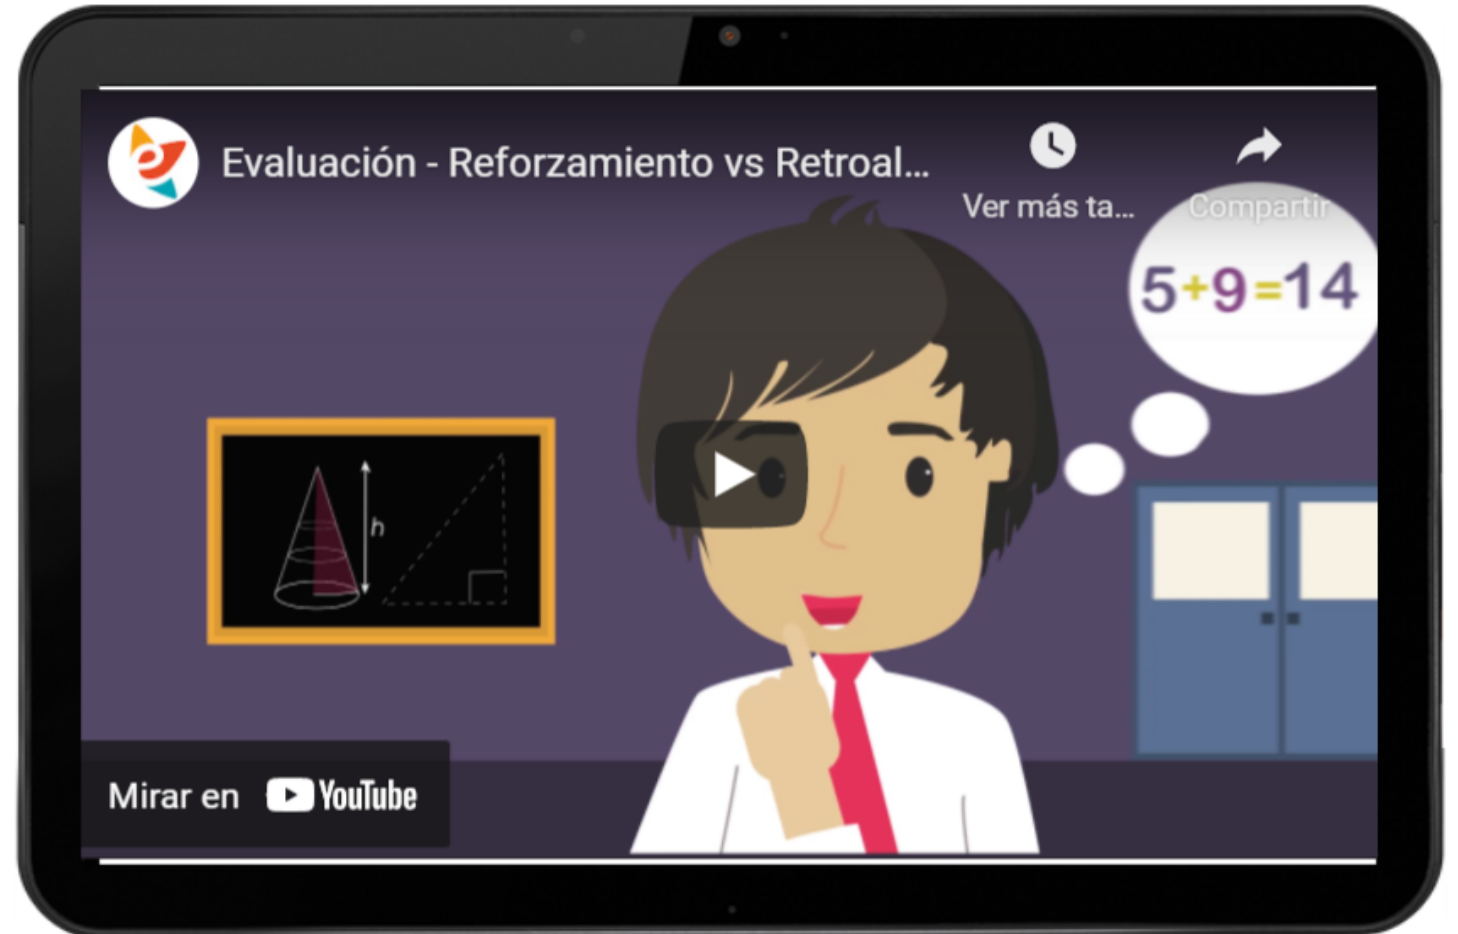 Evaluación - Reforzamiento vs Retroal...
Ver más ta...
Compartir
5+9=14
h
Mirar en YouTube